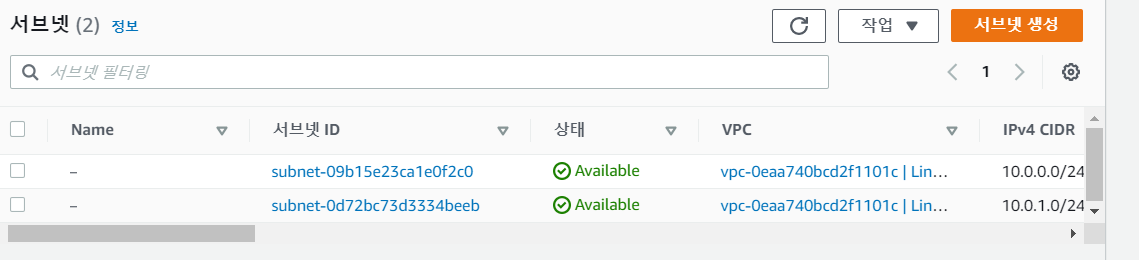 서브넷 (2) 정보
작업 ▼ 서브넷 생성
서브넷 필터링
1
Name 서브넷 ID 상태 VPC IPv4 CIDR
– subnet-09b15e23ca1e0f2c0 Available vpc-0eaa740bcd2f1101c | Lin… 10.0.0.0/24
– subnet-0d72bc73d3334beeb Available vpc-0eaa740bcd2f1101c | Lin… 10.0.1.0/24